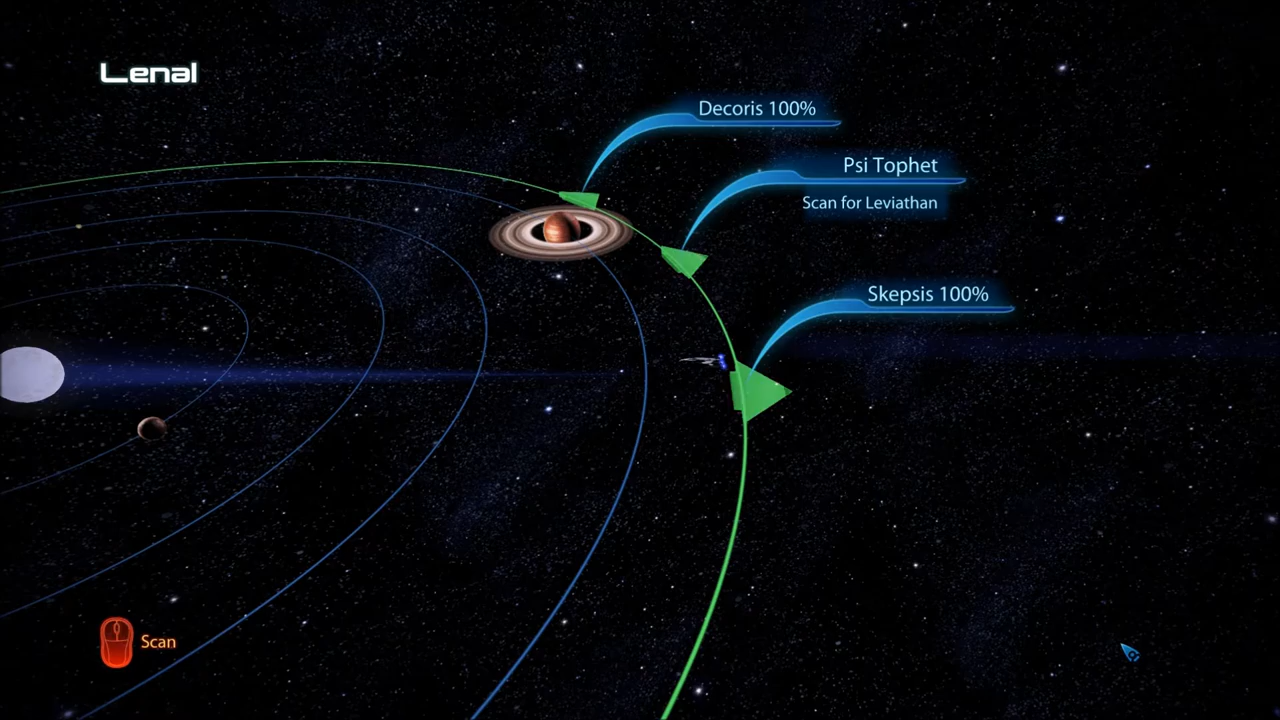 Lenal
Decoris 100%
Psi Tophet
Scan for Leviathan
Skepsis 100%
Scan